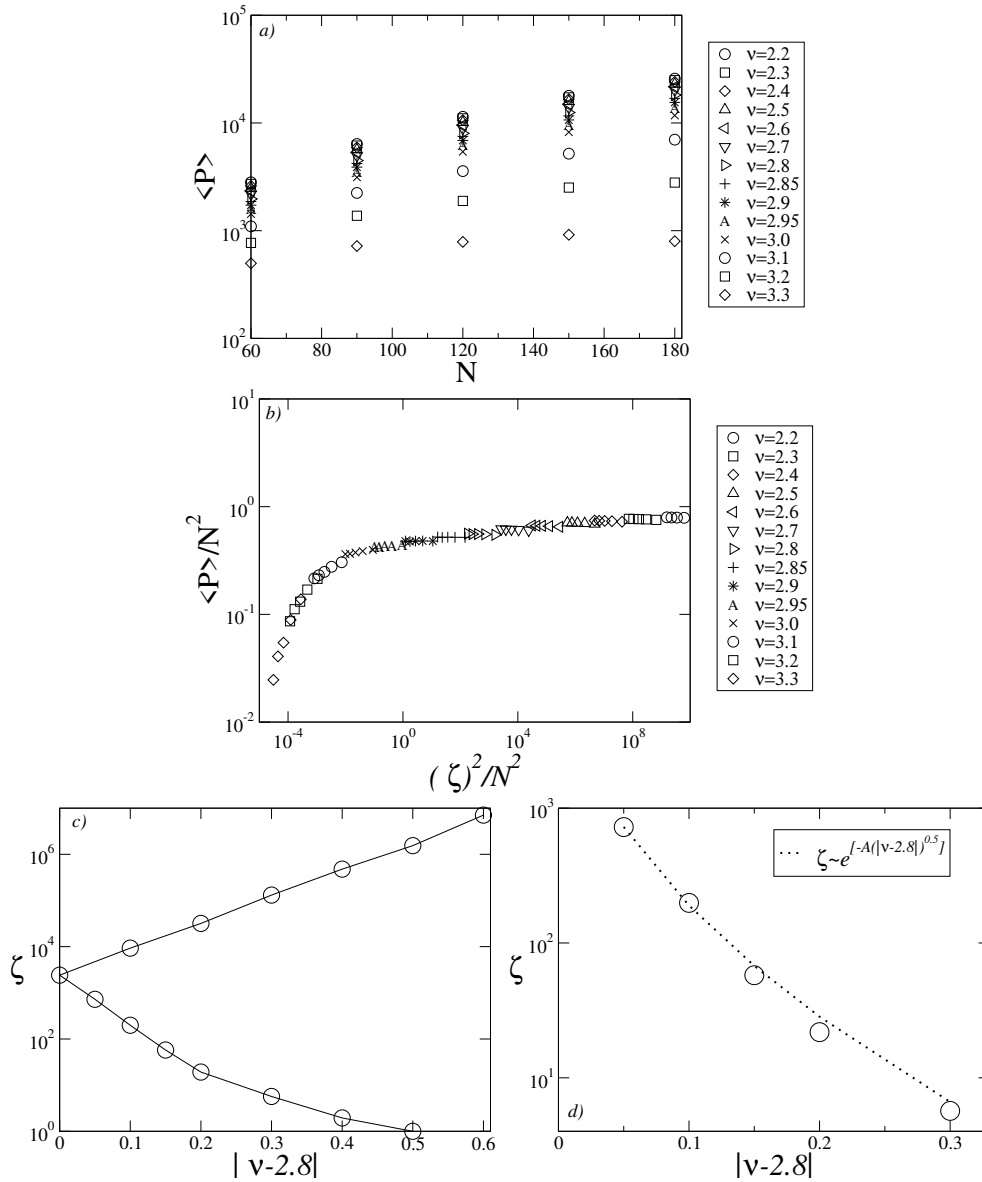 a)
10^5
10^4
10^3
10^2
<P>
60 80 100 120 140 160 180
N
ν=2.2
ν=2.3
ν=2.4
ν=2.5
ν=2.6
ν=2.7
ν=2.8
ν=2.85
ν=2.9
A ν=2.95
ν=3.0
ν=3.1
ν=3.2
ν=3.3
b)
10^1
10^0
10^-1
10^-2
<P>/N^2
10^-4 10^0 10^4 10^8
(ζ)^2/N^2
ν=2.2
ν=2.3
ν=2.4
ν=2.5
ν=2.6
ν=2.7
ν=2.8
ν=2.85
ν=2.9
A ν=2.95
ν=3.0
ν=3.1
ν=3.2
ν=3.3
c)
10^6
10^4
10^2
10^0
ζ
0 0.1 0.2 0.3 0.4 0.5 0.6
|ν-2.8|
10^3
10^2
10^1
ζ
ζ~e^[-A(|ν-2.8|)^0.5]
d)
0 0.1 0.2 0.3
|ν-2.8|